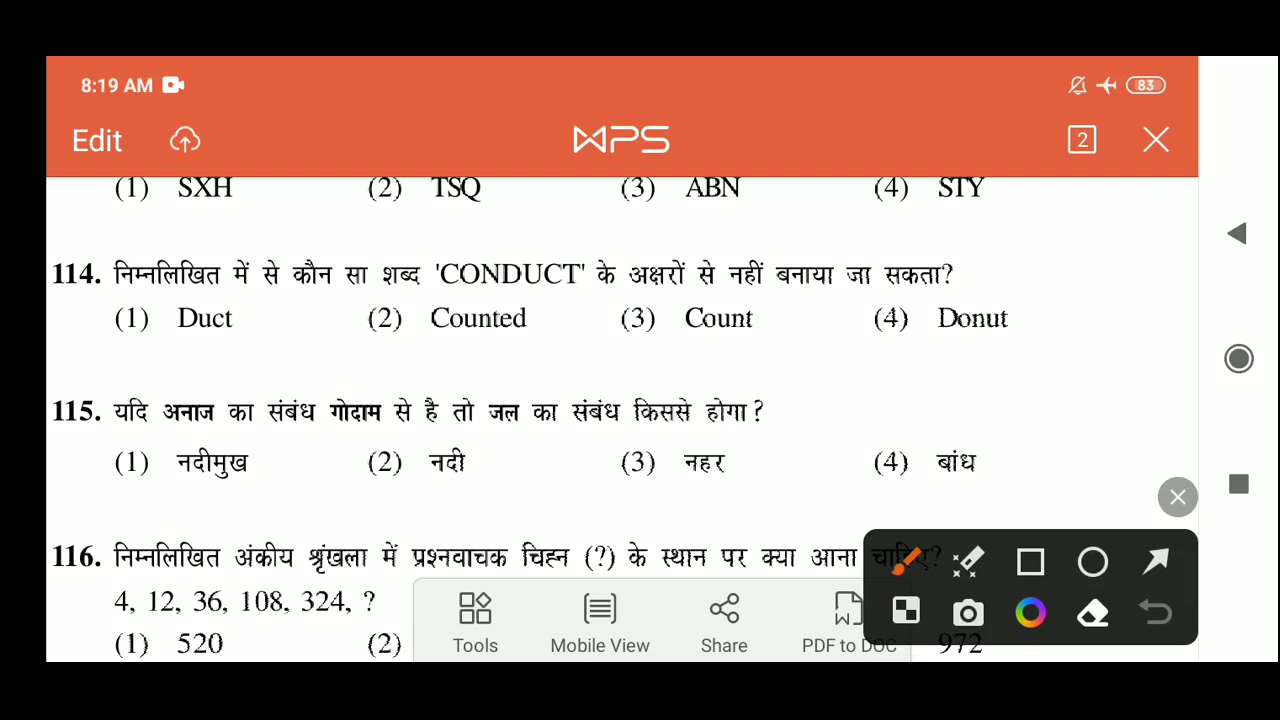 8:19 AM 83
Edit WPS 2
(1) SXH (2) TSQ (3) ABN (4) STY
114. निम्नलिखित में से कौन सा शब्द 'CONDUCT' के अक्षरों से नहीं बनाया जा सकता?
(1) Duct (2) Counted (3) Count (4) Donut
115. यदि अनाज का संबंध गोदाम से है तो जल का संबंध किससे होगा?
(1) नदीमुख (2) नदी (3) नहर (4) बांध
116. निम्नलिखित अंकीय श्रृंखला में प्रश्नवाचक चिह्न (?) के स्थान पर क्या आना चाहिए?
4, 12, 36, 108, 324, ?
(1) 520 (2) 972
Tools Mobile View Share PDF to DOC